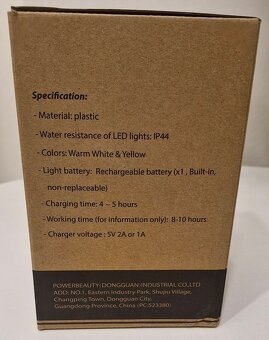 Specification:
- Material: plastic
- Water resistance of LED lights: IP44
- Colors: Warm White & Yellow
- Light battery: Rechargeable battery (x1 , Built-in,
non-replaceable)
- Charging time: 4 ~ 5 hours
- Working time (for information only): 8-10 hours
- Charger voltage : 5V 2A or 1A
POWERBEAUTY: DONGGUAN INDUSTRIAL CO.,LTD
ADD: NO.1, Eastern Industry Park, Shuju Village,
Changping Town, Dongguan City,
Guangdong Province, China (PC:523380)